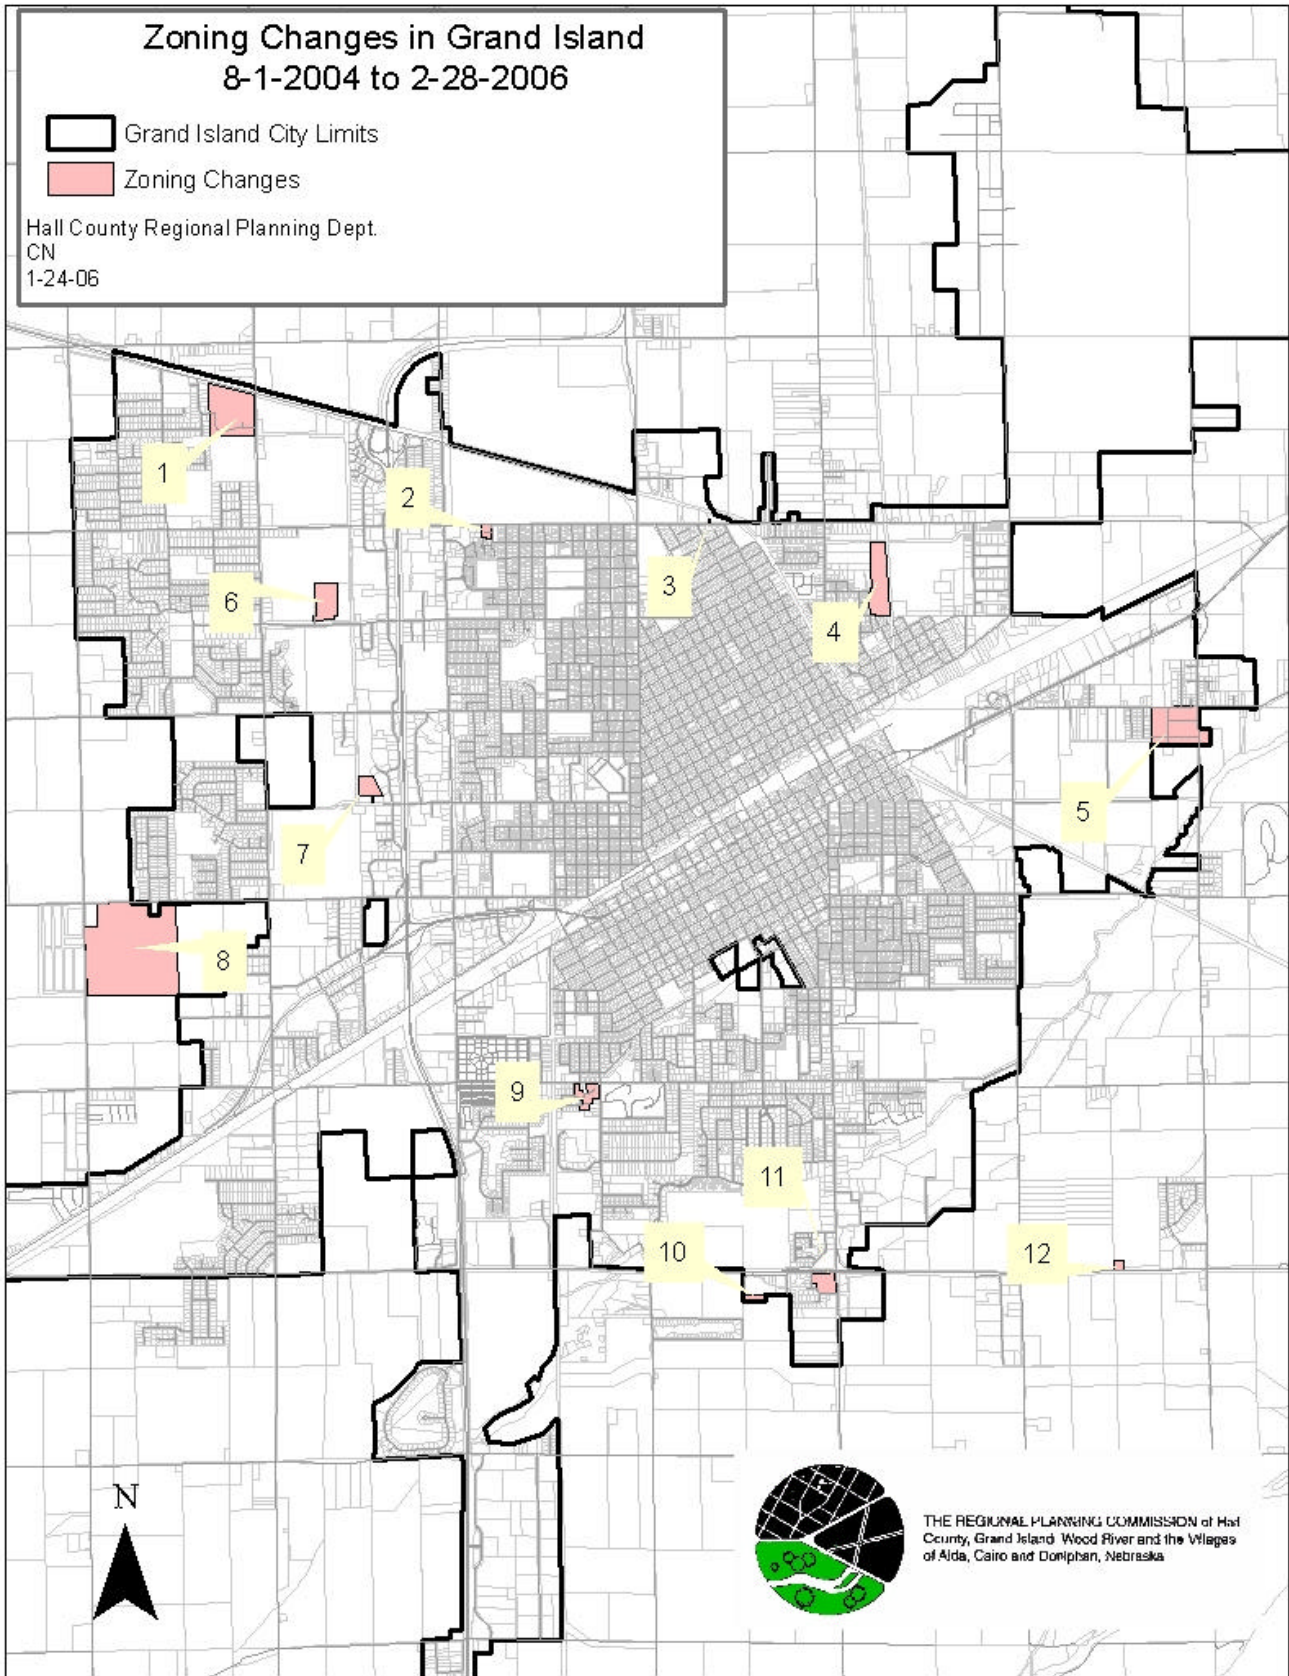 Zoning Changes in Grand Island
8-1-2004 to 2-28-2006
Grand Island City Limits
Zoning Changes
Hall County Regional Planning Dept.
CN
1-24-06
1
2
3
4
5
6
7
8
9
10
11
12
N
THE REGIONAL PLANNING COMMISSION of Hall
County, Grand Island, Wood River and the Villages
of Alda, Cairo and Doniphan, Nebraska